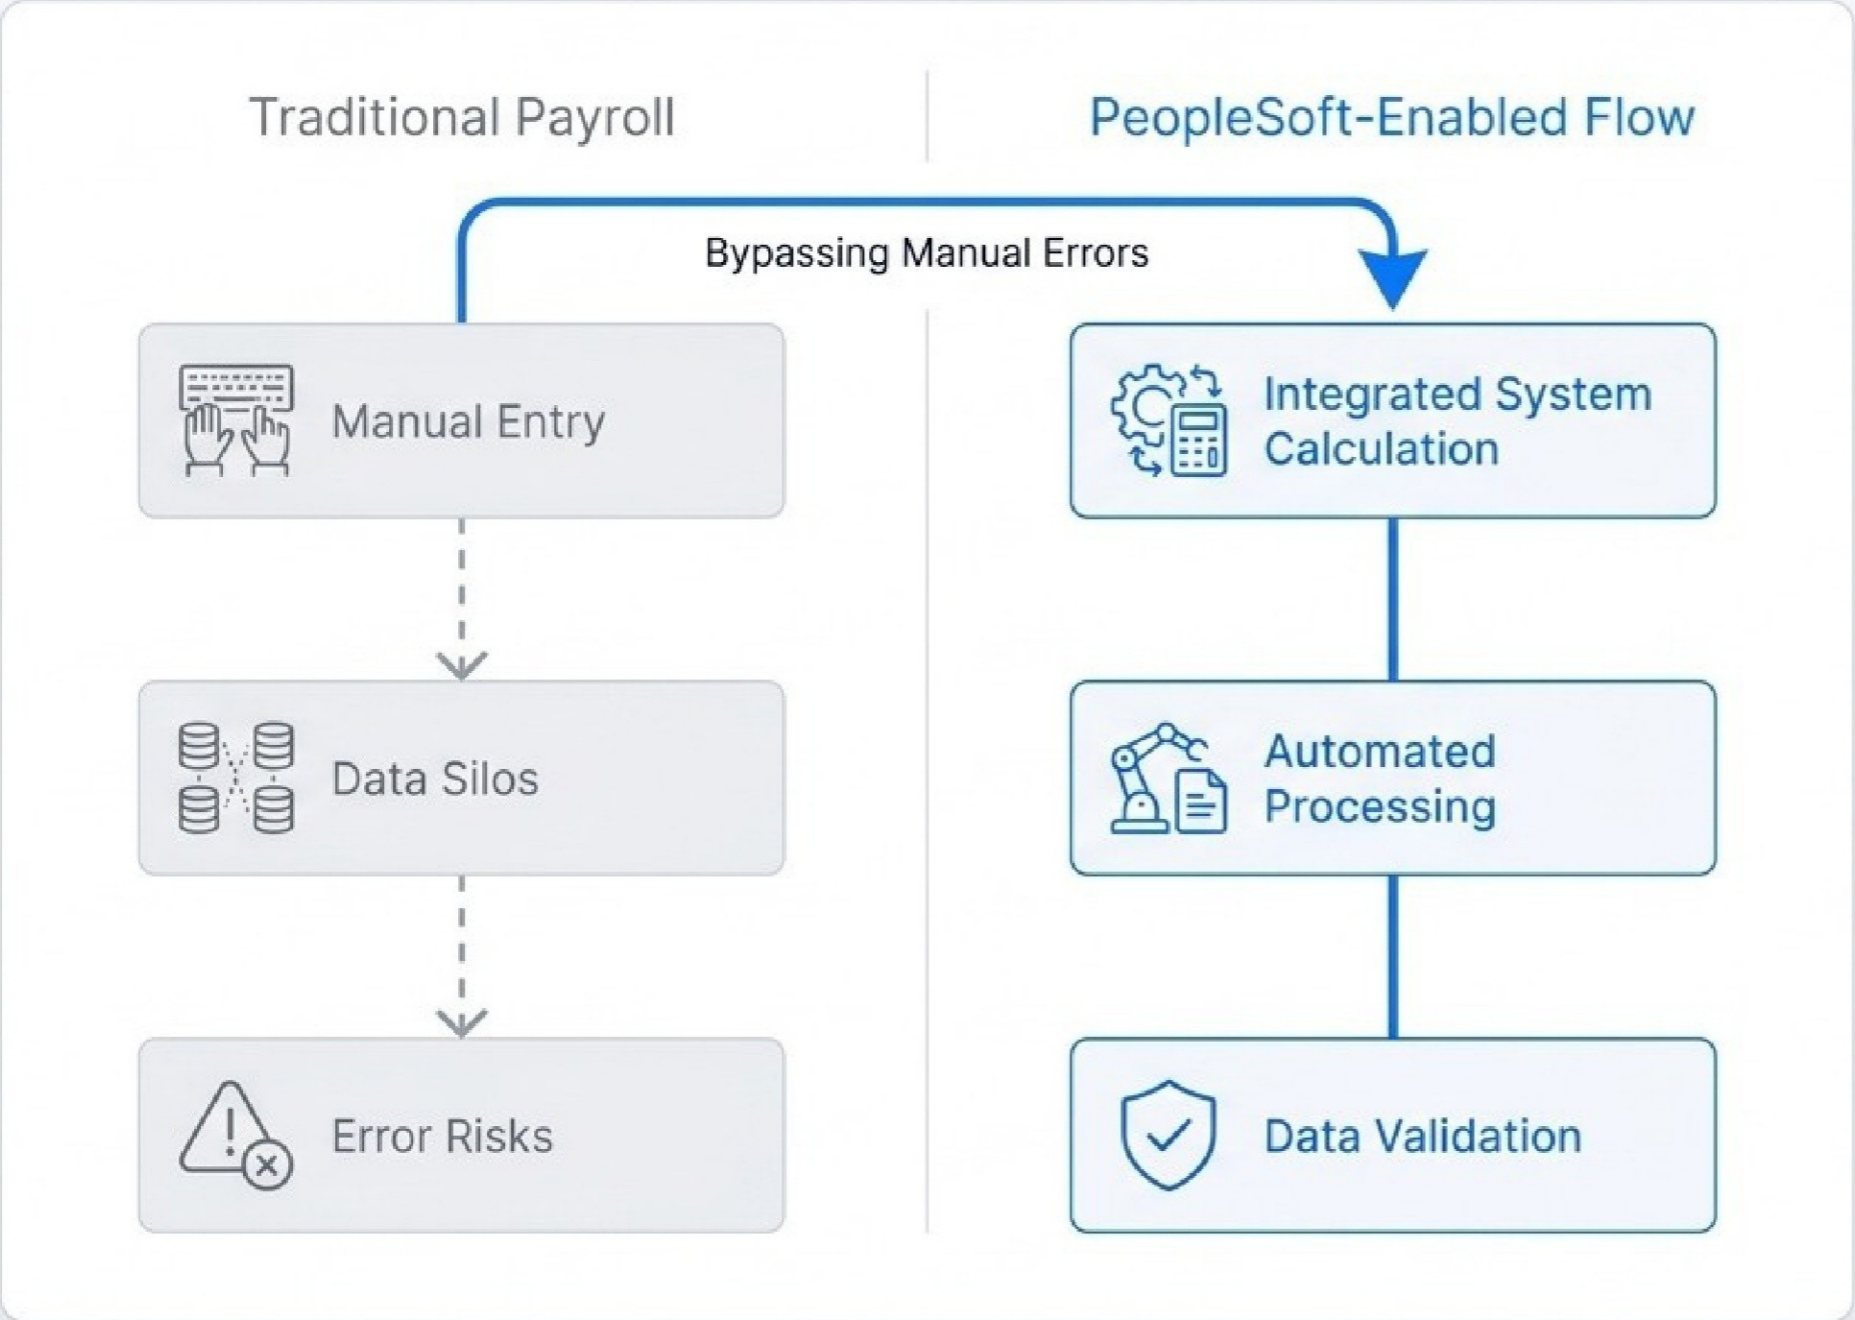 Traditional Payroll
PeopleSoft-Enabled Flow
Bypassing Manual Errors
Manual Entry
Data Silos
Error Risks
Integrated System
Calculation
Automated
Processing
Data Validation